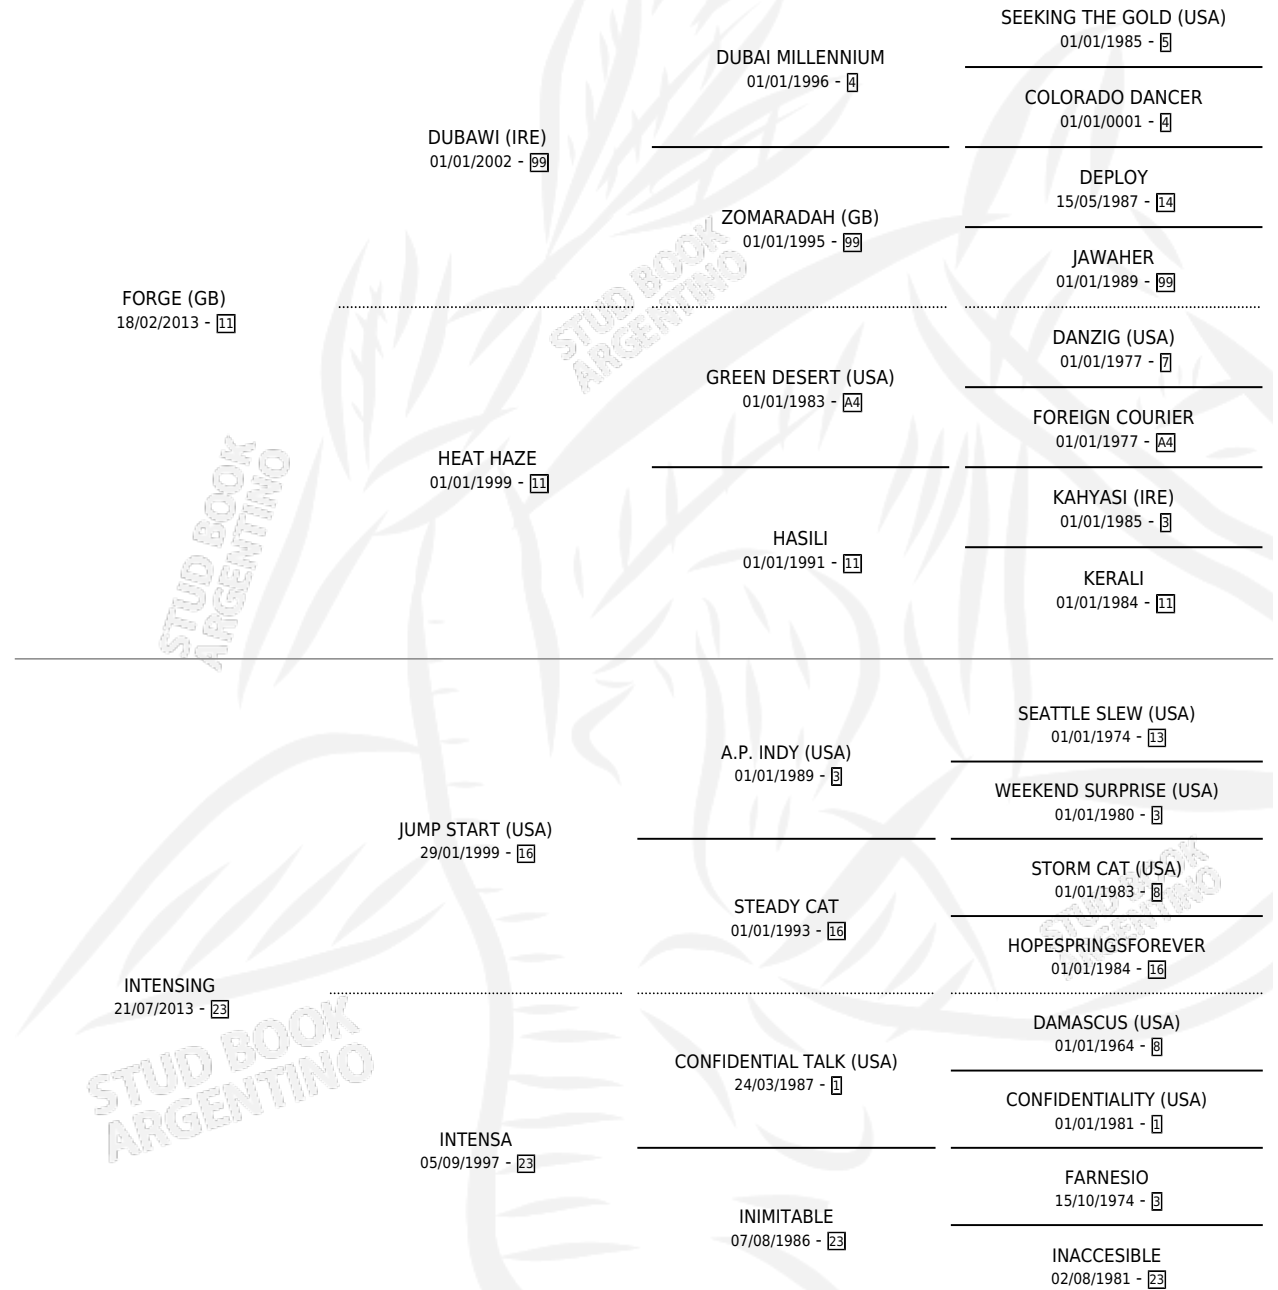 SEEKING THE GOLD (USA)
01/01/1985 - 5
DUBAI MILLENNIUM
01/01/1996 - 4
COLORADO DANCER
01/01/0001 - 4
DUBAWI (IRE)
01/01/2002 - 99
DEPLOY
15/05/1987 - 14
ZOMARADAH (GB)
01/01/1995 - 99
JAWAHER
01/01/1989 - 99
FORGE (GB)
18/02/2013 - 11
DANZIG (USA)
01/01/1977 - 7
GREEN DESERT (USA)
01/01/1983 - A4
FOREIGN COURIER
01/01/1977 - A4
HEAT HAZE
01/01/1999 - 11
KAHYASI (IRE)
01/01/1985 - 3
HASILI
01/01/1991 - 11
KERALI
01/01/1984 - 11
SEATTLE SLEW (USA)
01/01/1974 - 13
A.P. INDY (USA)
01/01/1989 - 3
WEEKEND SURPRISE (USA)
01/01/1980 - 3
JUMP START (USA)
29/01/1999 - 16
STORM CAT (USA)
01/01/1983 - 8
STEADY CAT
01/01/1993 - 16
HOPESPRINGSFOREVER
01/01/1984 - 16
INTENSING
21/07/2013 - 23
DAMASCUS (USA)
01/01/1964 - 8
CONFIDENTIAL TALK (USA)
24/03/1987 - 1
CONFIDENTIALITY (USA)
01/01/1981 - 1
INTENSA
05/09/1997 - 23
FARNESIO
15/10/1974 - 3
INIMITABLE
07/08/1986 - 23
INACCESIBLE
02/08/1981 - 23
STUD BOOK
ARGENTINO
STUD BOOK
ARGENTINO
STUD BOOK
ARGENTINO
STUD BOOK
ARGENTINO